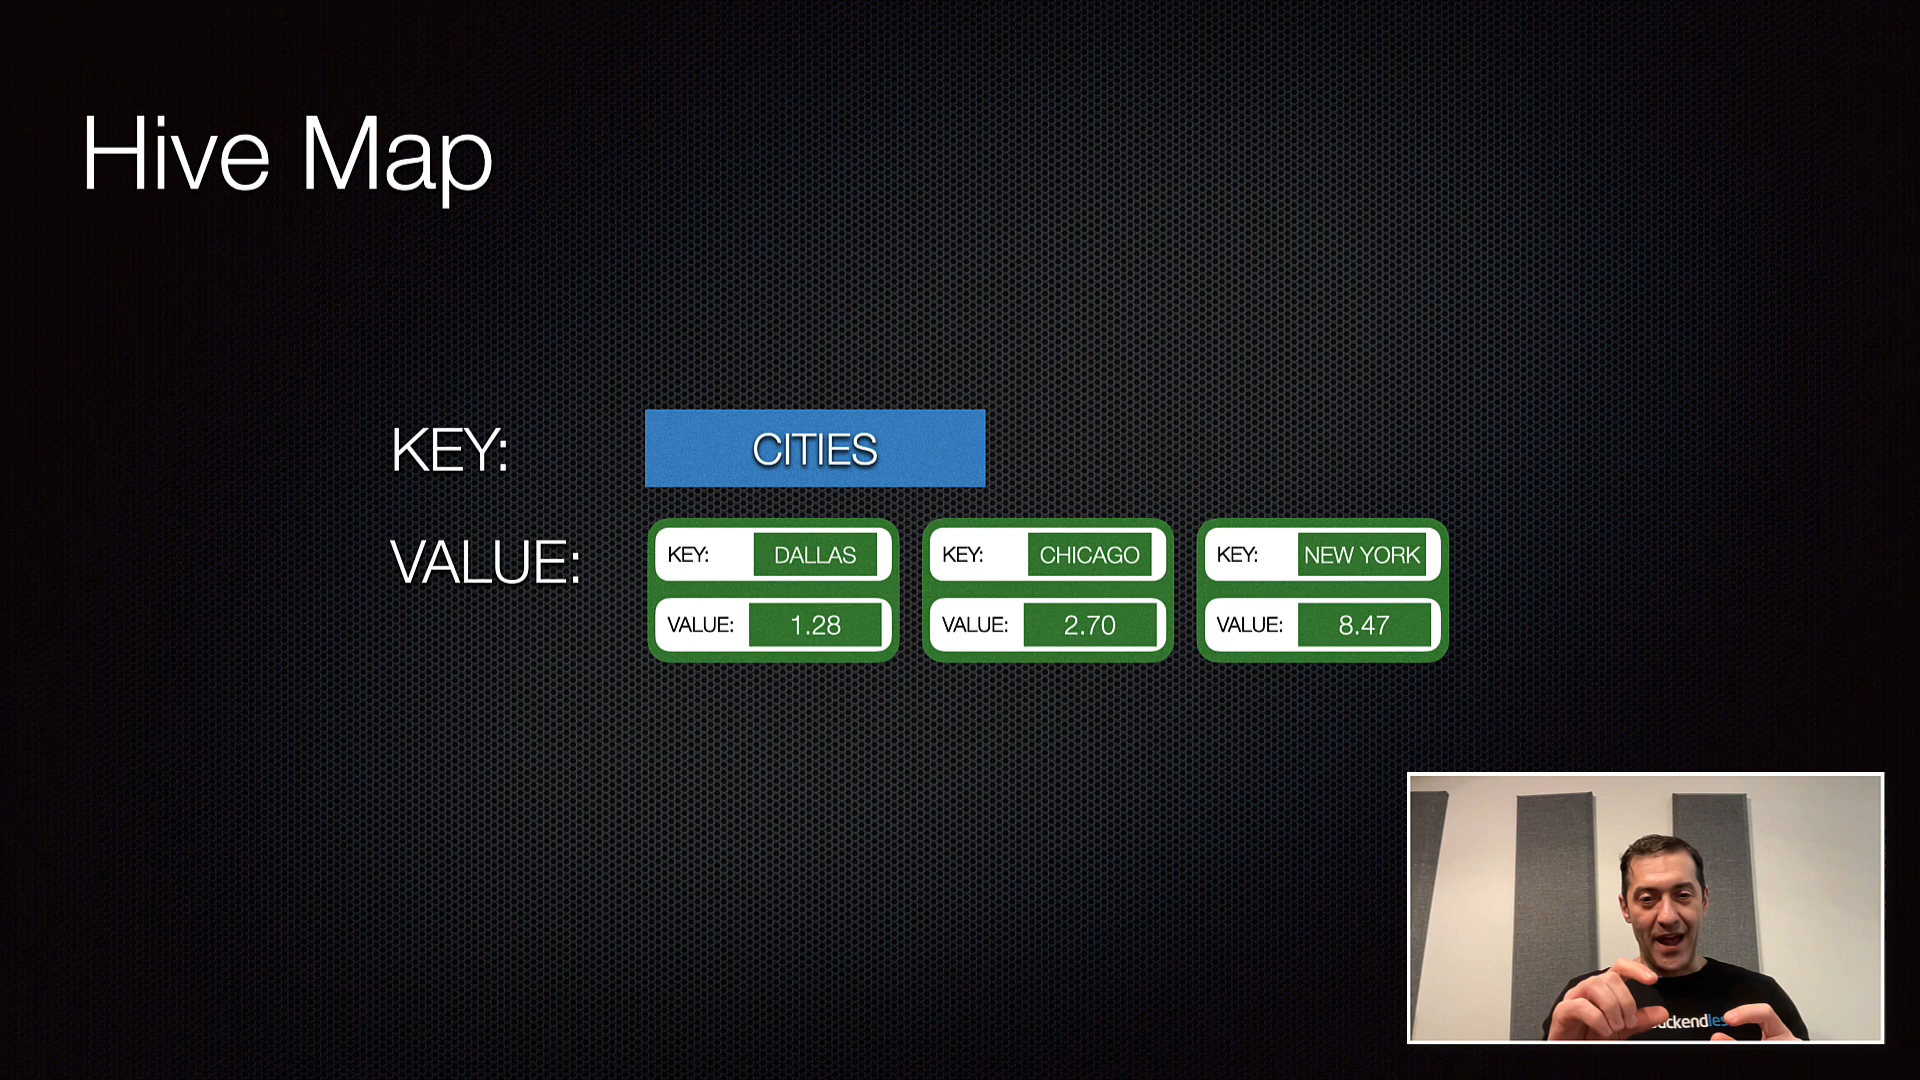 Hive Map
KEY: CITIES
VALUE:
KEY: DALLAS
VALUE: 1.28
KEY: CHICAGO
VALUE: 2.70
KEY: NEW YORK
VALUE: 8.47